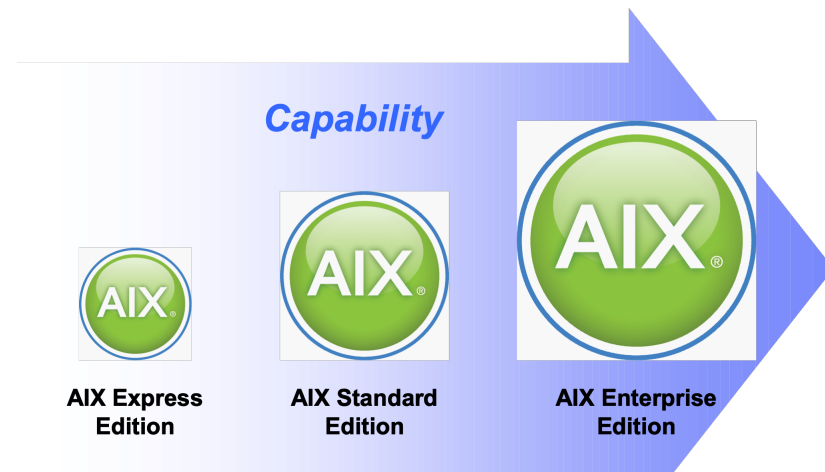 Capability
AIX®
AIX®
AIX®
AIX Express
Edition
AIX Standard
Edition
AIX Enterprise
Edition